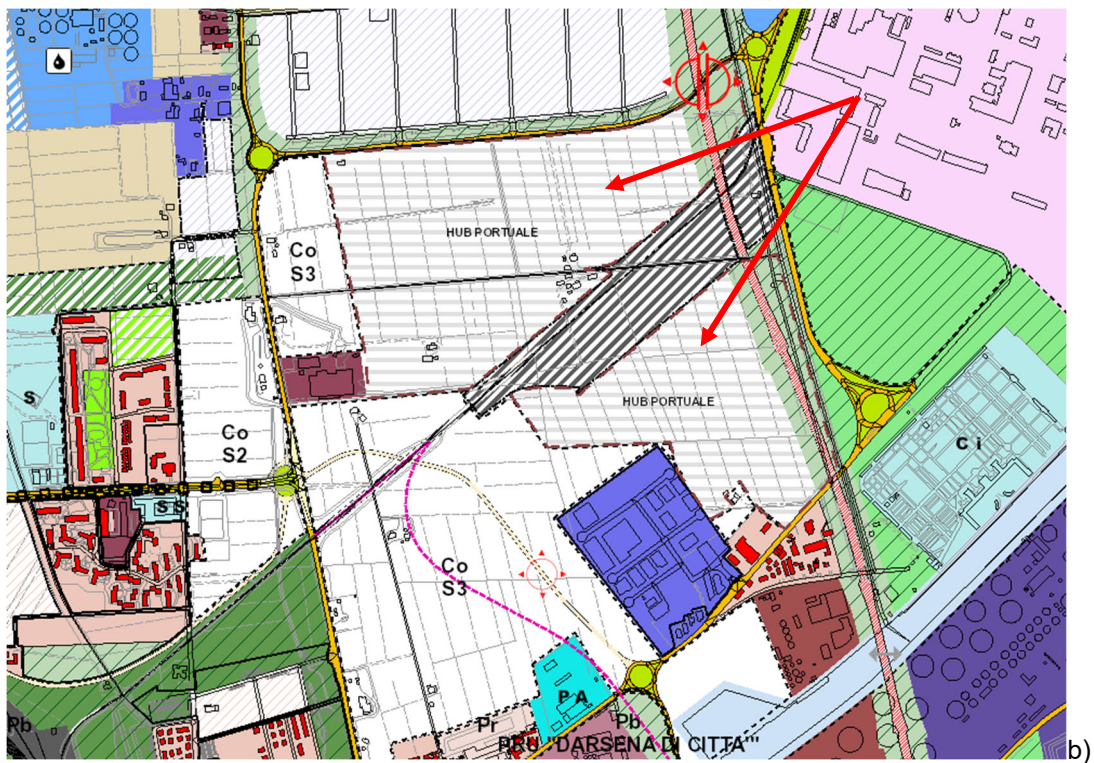 HUB PORTUALE
Co
S3
HUB PORTUALE
S
Co
S2
C i
S S
Co
S3
P A
Pb
Pr
Pb
PRU "DARSENA DI CITTA'"
b)